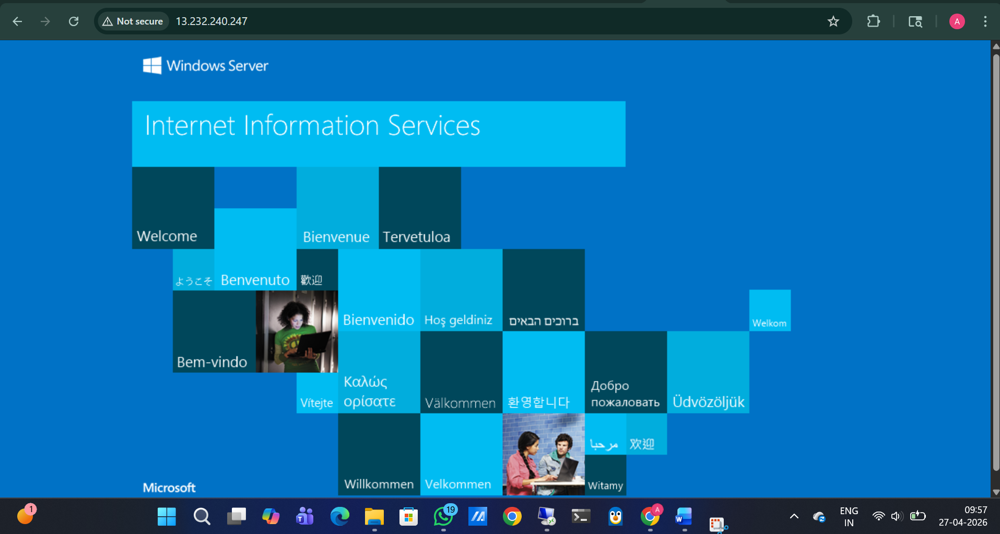 Not secure
13.232.240.247
A
Windows Server
Internet Information Services
Welcome
Bienvenue
Tervetuloa
ようこそ
Benvenuto
歡迎
Bienvenido
Hoş geldiniz
ברוכים הבאים
Welkom
Bem-vindo
Vítejte
Καλώς
ορίσατε
Välkommen
환영합니다
Добро
пожаловать
Üdvözöljük
Willkommen
Velkommen
مرحبا
欢迎
Witamy
Microsoft
1
T
19
A
W
ENG
IN
09:57
27-04-2026